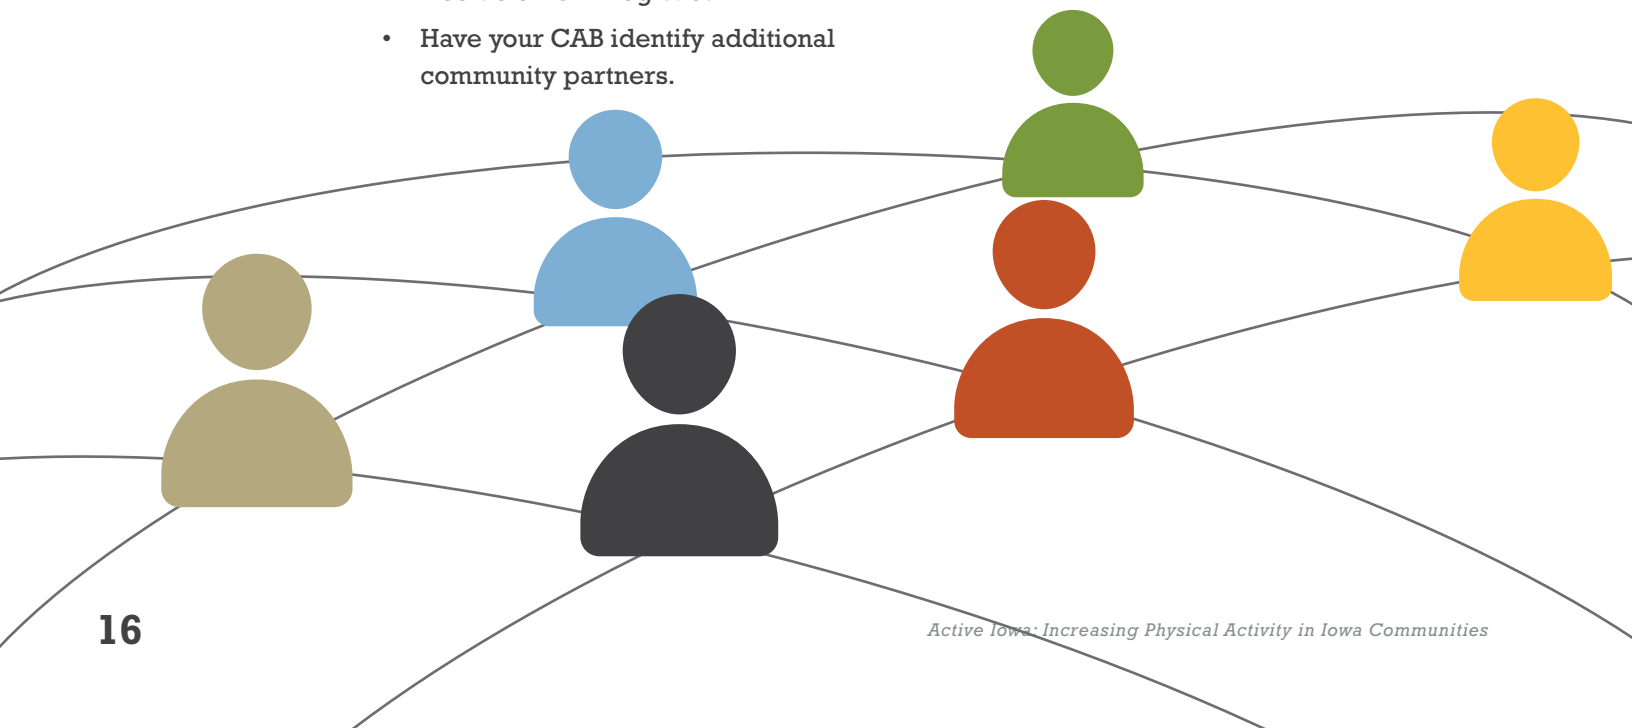 • Have your CAB identify additional
community partners.
16
Active Iowa: Increasing Physical Activity in Iowa Communities